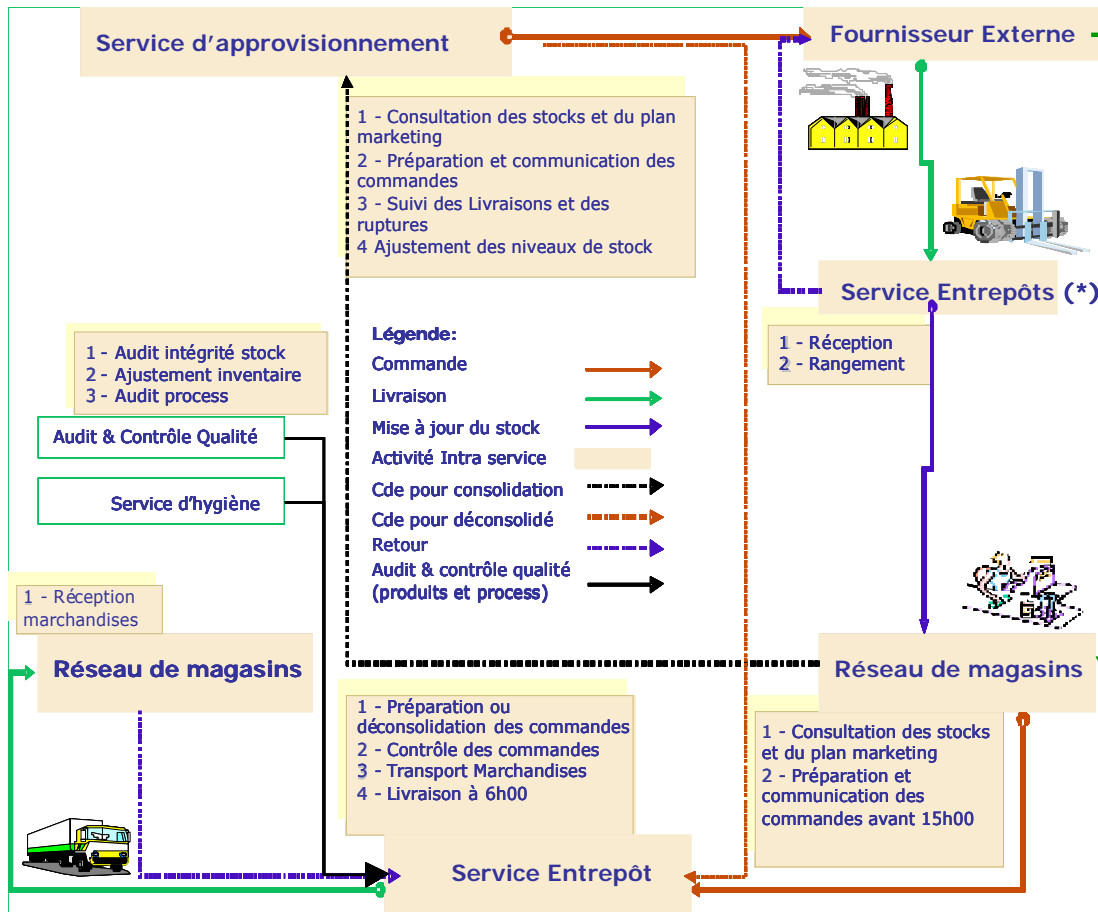 Service d'approvisionnement
Fournisseur Externe
1 - Consultation des stocks et du plan
marketing
2 - Préparation et communication des
commandes
3 - Suivi des Livraisons et des
ruptures
4 Ajustement des niveaux de stock
Service Entrepôts (*)
1 - Réception
2 - Rangement
1 - Audit intégrité stock
2 - Ajustement inventaire
3 - Audit process
Audit & Contrôle Qualité
Service d'hygiène
Légende:
Commande
Livraison
Mise à jour du stock
Activité Intra service
Cde pour consolidation
Cde pour déconsolidé
Retour
Audit & contrôle qualité
(produits et process)
1 - Réception
marchandises
Réseau de magasins
Réseau de magasins
1 - Préparation ou
déconsolidation des commandes
2 - Contrôle des commandes
3 - Transport Marchandises
4 - Livraison à 6h00
1 - Consultation des stocks
et du plan marketing
2 - Préparation et
communication des
commandes avant 15h00
Service Entrepôt